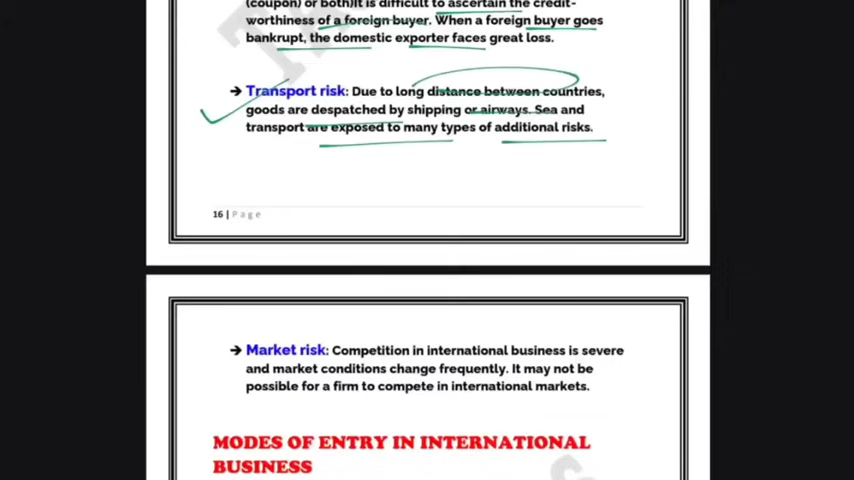 (coupon) or both)It is difficult to ascertain the credit-
worthiness of a foreign buyer. When a foreign buyer goes
bankrupt, the domestic exporter faces great loss.
➔ Transport risk: Due to long distance between countries,
goods are despatched by shipping or airways. Sea and
transport are exposed to many types of additional risks.
16 | Page
➔ Market risk: Competition in international business is severe
and market conditions change frequently. It may not be
possible for a firm to compete in international markets.
MODES OF ENTRY IN INTERNATIONAL
BUSINESS